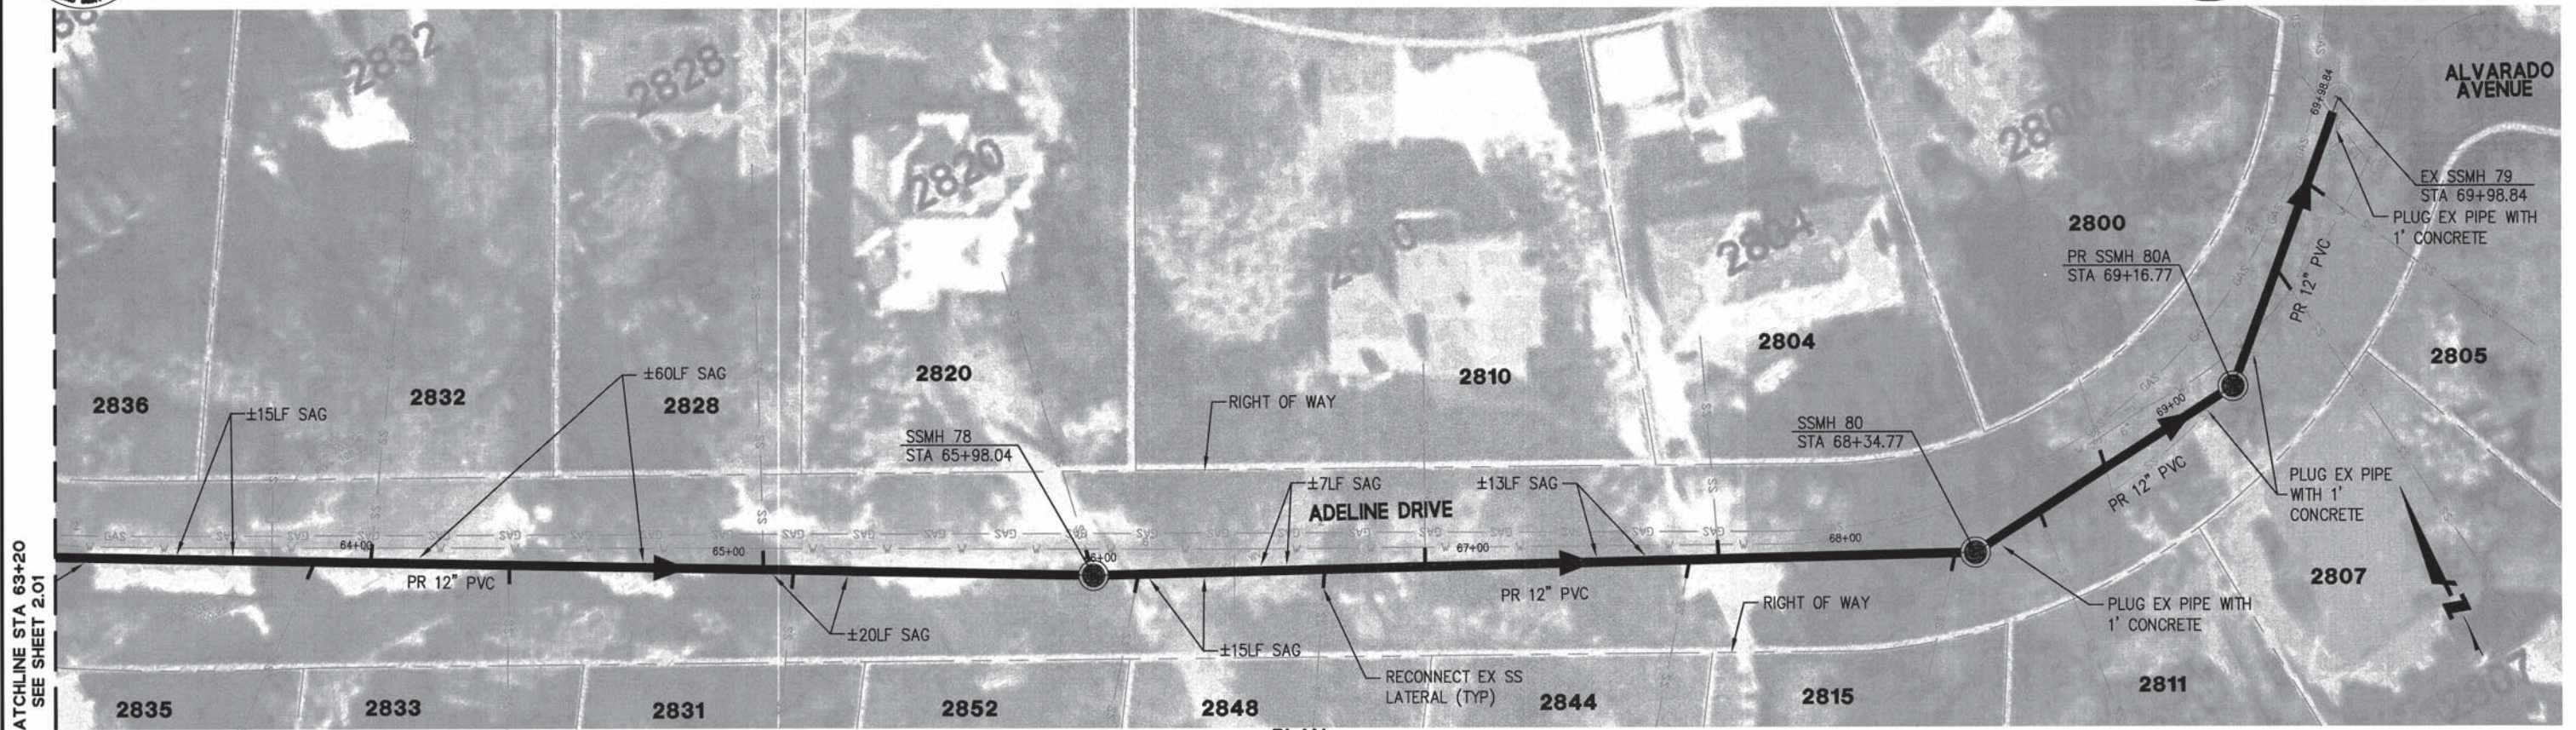 ALVARADO
AVENUE
2832
2828
2820
2804
2800
69+98.84
EX SSMH 79
STA 69+98.84
PLUG EX PIPE WITH
1' CONCRETE
2800
PR SSMH 80A
STA 69+16.77
PR 12" PVC
2836
±15LF SAG
2832
±60LF SAG
2828
2820
SSMH 78
STA 65+98.04
RIGHT OF WAY
2810
2804
2805
SSMH 80
STA 68+34.77
69+00
PR 12" PVC
PLUG EX PIPE
WITH 1'
CONCRETE
±7LF SAG
±13LF SAG
ADELINE DRIVE
GAS
64+00
65+00
66+00
67+00
68+00
PR 12" PVC
PR 12" PVC
±20LF SAG
±15LF SAG
RECONNECT EX SS
LATERAL (TYP)
RIGHT OF WAY
PLUG EX PIPE WITH
1' CONCRETE
2807
2807
ATCHLINE STA 63+20
SEE SHEET 2.01
2835
2833
2831
2852
2848
2844
2815
2811